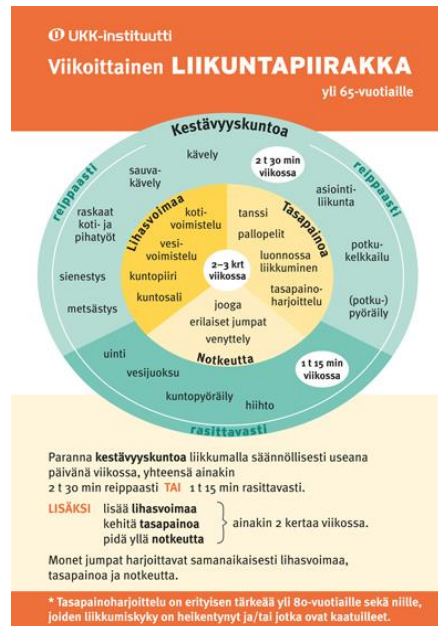 UKK-instituutti
Viikoittainen LIIKUNTAPIIRAKKA
yli 65-vuotiaille
Kestävyyskuntoa
reippaasti
reippaasti
kävely
2 t 30 min
viikossa
sauva-
kävely
asiointi-
liikunta
raskaat
koti- ja
pihatyöt
potku-
kelkkailu
sienestys
(potku-)
pyöräily
metsästys
Lihasvoimaa
koti-
voimistelu
vesi-
voimistelu
kuntopiiri
kuntosali
Tasapainoa
tanssi
pallopelit
luonnossa
liikkuminen
tasapaino-
harjoittelu
2–3 krt
viikossa
jooga
erilaiset jumpat
venyttely
Notkeutta
uinti
vesijuoksu
kuntopyöräily
hiihto
1 t 15 min
viikossa
rasittavasti
Paranna kestävyyskuntoa liikkumalla säännöllisesti useana
päivänä viikossa, yhteensä ainakin
2 t 30 min reippaasti TAI 1 t 15 min rasittavasti.
LISÄKSI lisää lihasvoimaa
kehitä tasapainoa
pidä yllä notkeutta
ainakin 2 kertaa viikossa.
Monet jumpat harjoittavat samanaikaisesti lihasvoimaa,
tasapainoa ja notkeutta.
* Tasapainoharjoittelu on erityisen tärkeää yli 80-vuotiaille sekä niille,
joiden liikkumiskyky on heikentynyt ja/tai jotka ovat kaatuilleet.